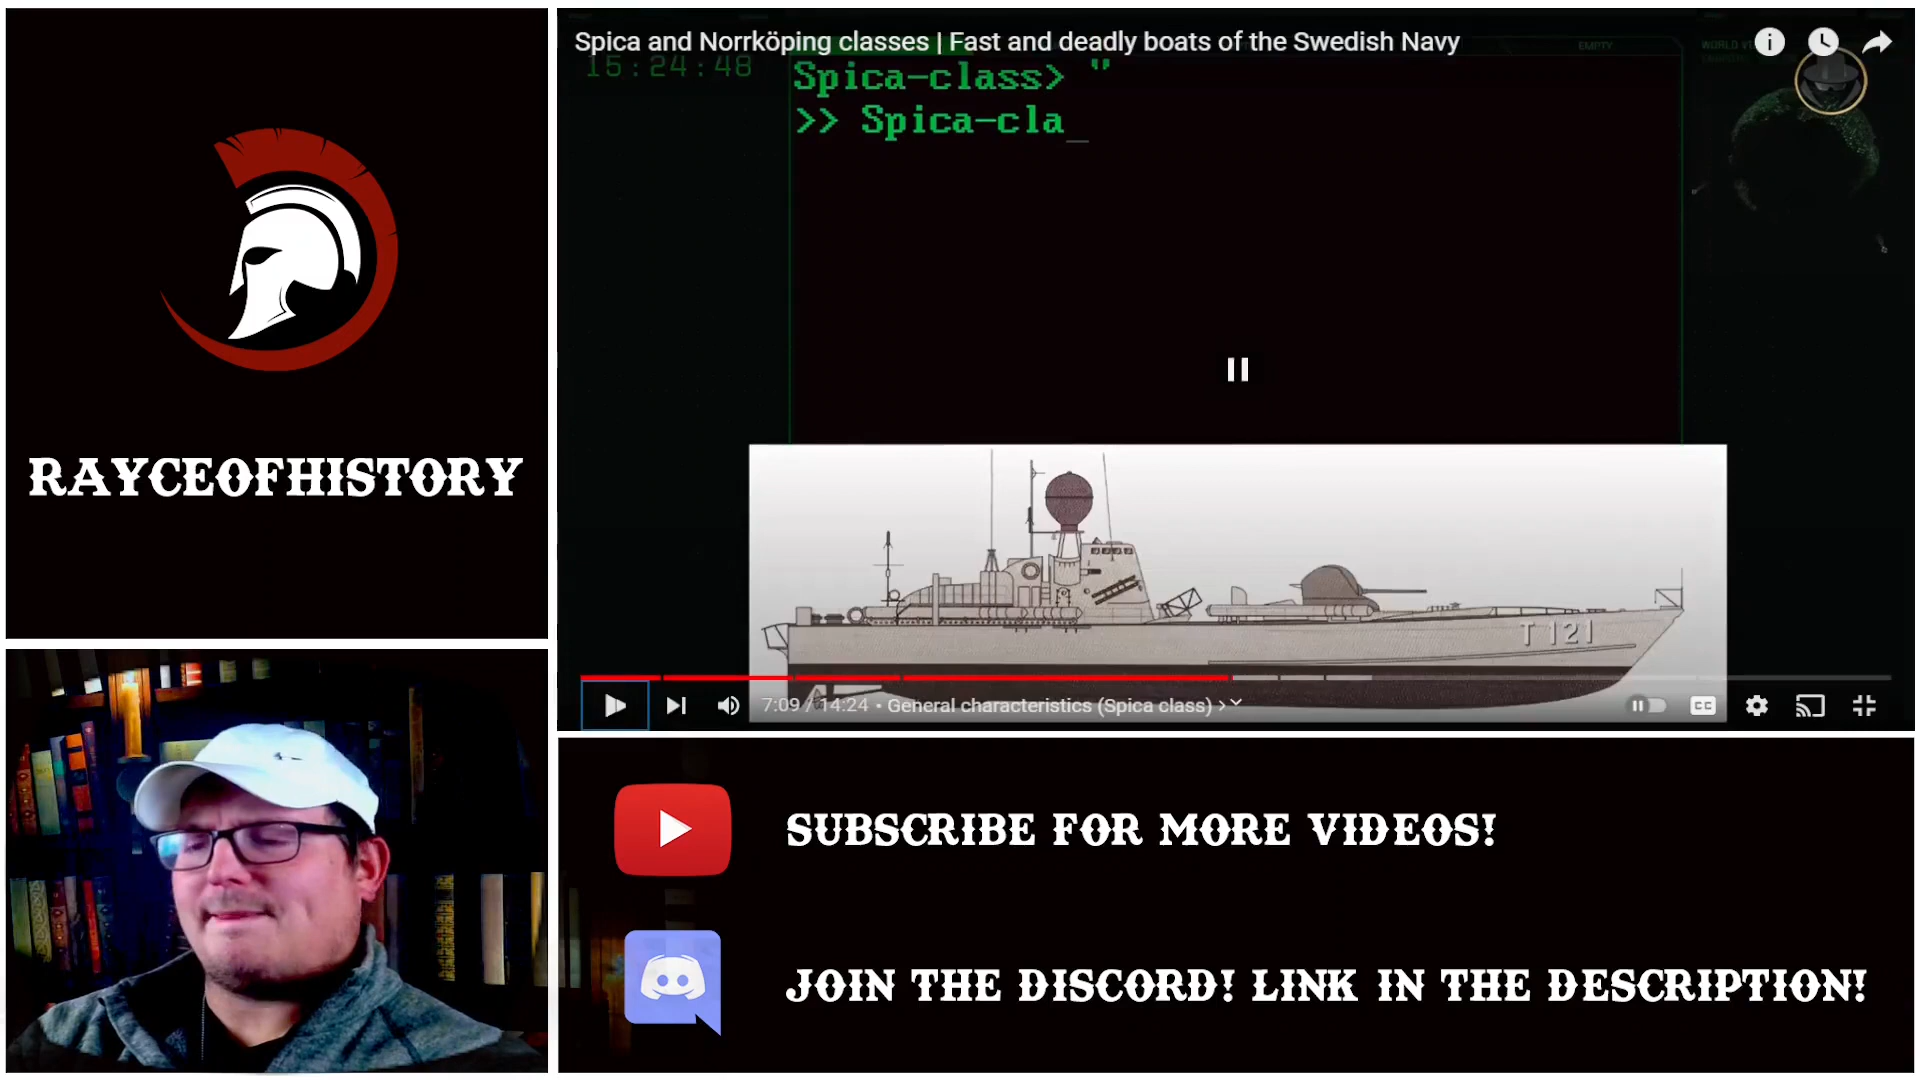 RAYCEOFHISTORY
Spica and Norrköping classes | Fast and deadly boats of the Swedish Navy
15:24:48
EMPTY
Spica-class> "
>> Spica-cla_
T 121
7:09 / 14:24 • General characteristics (Spica class) >
CC
SUBSCRIBE FOR MORE VIDEOS!
JOIN THE DISCORD! LINK IN THE DESCRIPTION!